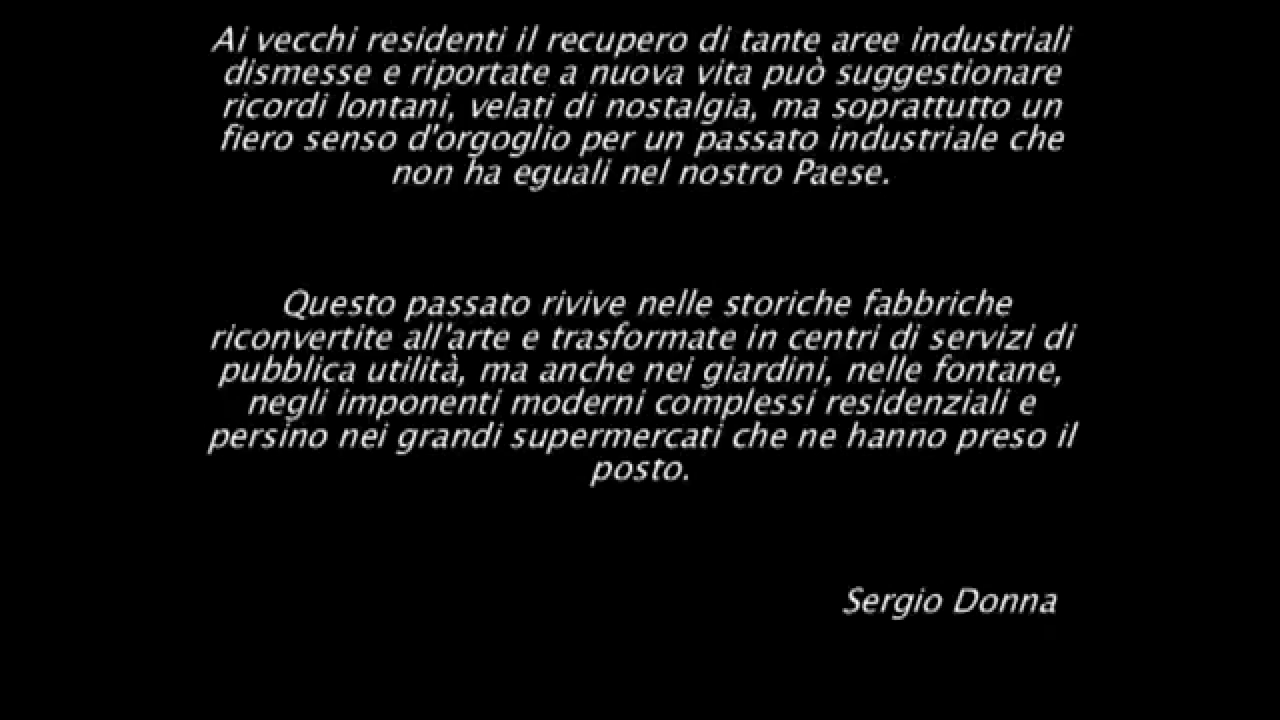 Ai vecchi residenti il recupero di tante aree industriali
dismesse e riportate a nuova vita può suggestionare
ricordi lontani, velati di nostalgia, ma soprattutto un
fiero senso d'orgoglio per un passato industriale che
non ha eguali nel nostro Paese.
Questo passato rivive nelle storiche fabbriche
riconvertite all'arte e trasformate in centri di servizi di
pubblica utilità, ma anche nei giardini, nelle fontane,
negli imponenti moderni complessi residenziali e
persino nei grandi supermercati che ne hanno preso il
posto.
Sergio Donna